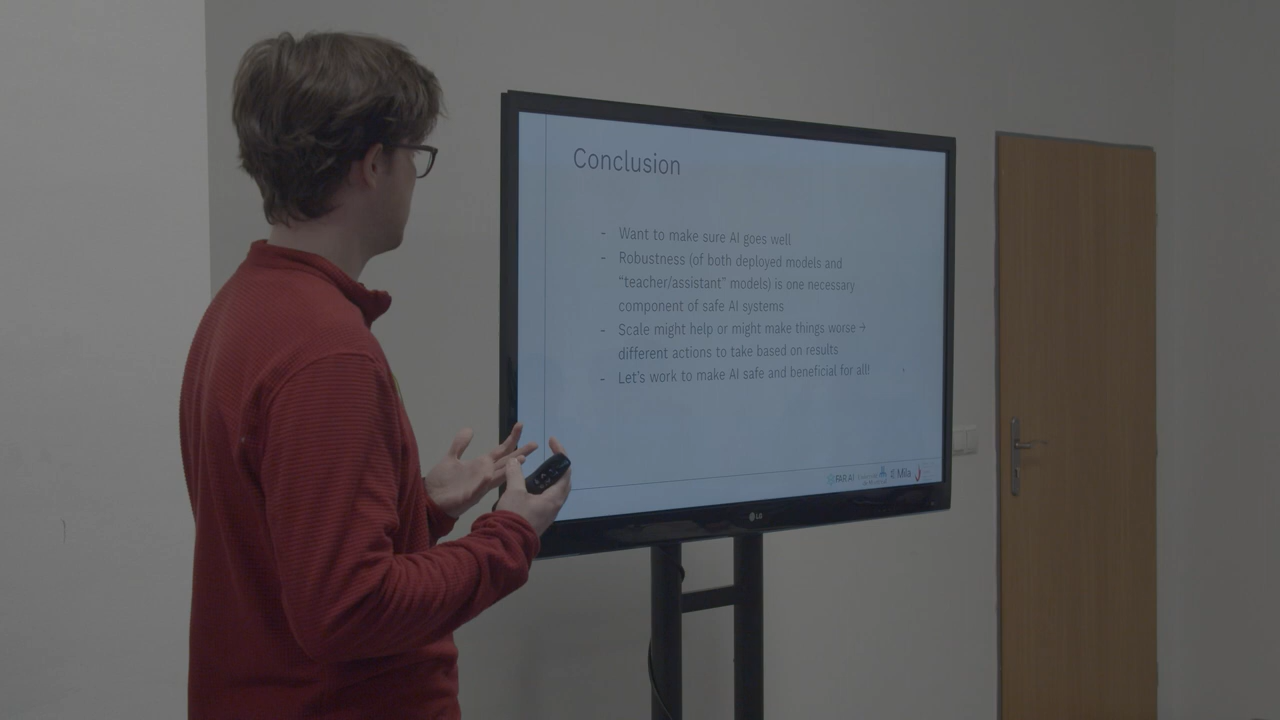 Conclusion
- Want to make sure AI goes well
- Robustness (of both deployed models and
“teacher/assistant” models) is one necessary
component of safe AI systems
- Scale might help or might make things worse →
different actions to take based on results
- Let's work to make AI safe and beneficial for all!
FAR AI
Mila
LG